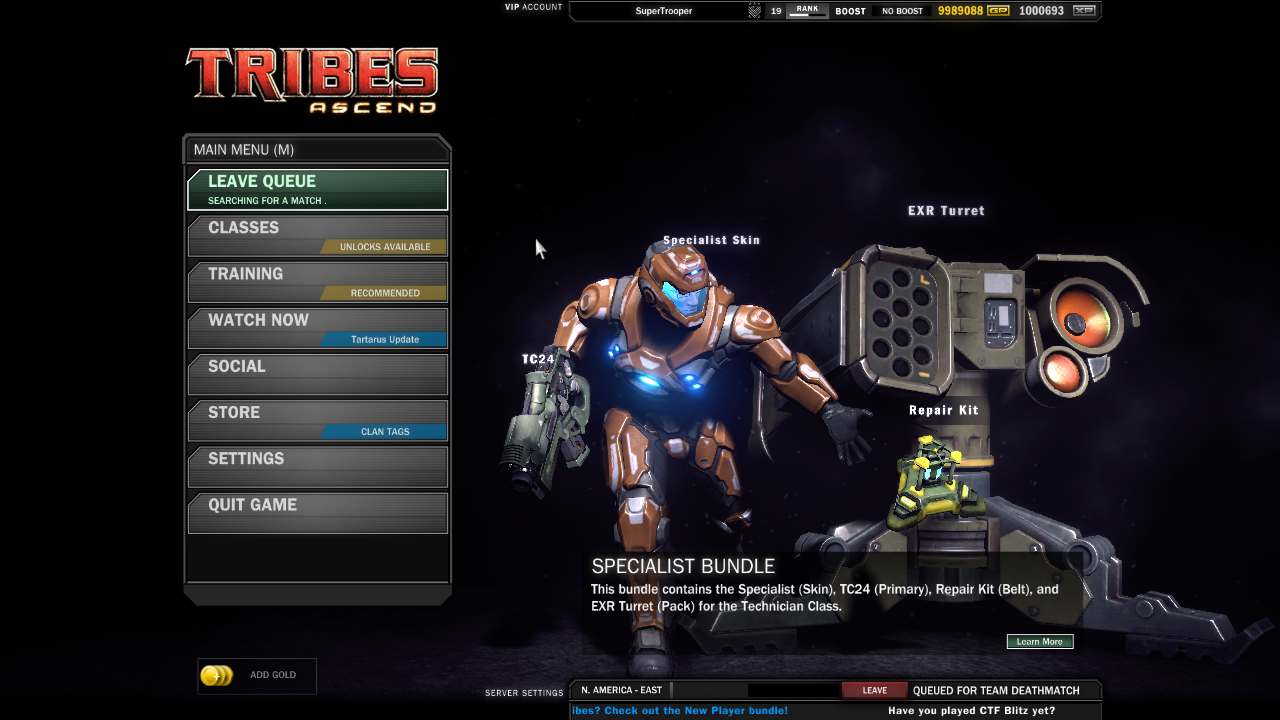 VIP ACCOUNT
SuperTrooper
19
RANK
BOOST
NO BOOST
9989088 GP
1000693 XP
TRIBES
ASCEND
MAIN MENU (M)
LEAVE QUEUE
SEARCHING FOR A MATCH .
CLASSES
UNLOCKS AVAILABLE
TRAINING
RECOMMENDED
WATCH NOW
Tartarus Update
SOCIAL
STORE
CLAN TAGS
SETTINGS
QUIT GAME
ADD GOLD
EXR Turret
Specialist Skin
TC24
Repair Kit
SPECIALIST BUNDLE
This bundle contains the Specialist (Skin), TC24 (Primary), Repair Kit (Belt), and
EXR Turret (Pack) for the Technician Class.
Learn More
SERVER SETTINGS
N. AMERICA - EAST
LEAVE
QUEUED FOR TEAM DEATHMATCH
ibes? Check out the New Player bundle!
Have you played CTF Blitz yet?